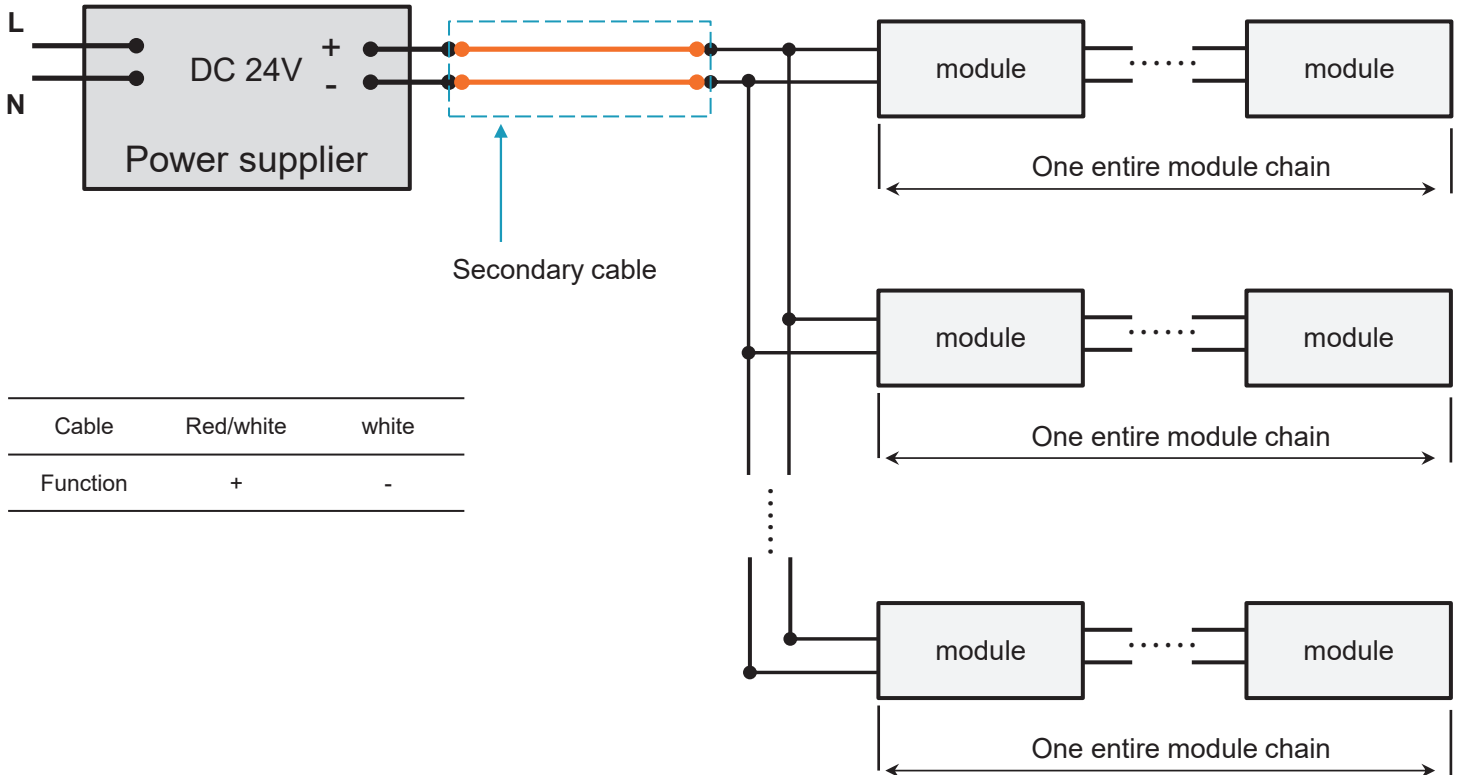 L
N
DC 24V
+
-
Power supplier
Secondary cable
module
······
module
One entire module chain
module
······
module
One entire module chain
Cable Red/white white
Function + -
module
······
module
One entire module chain